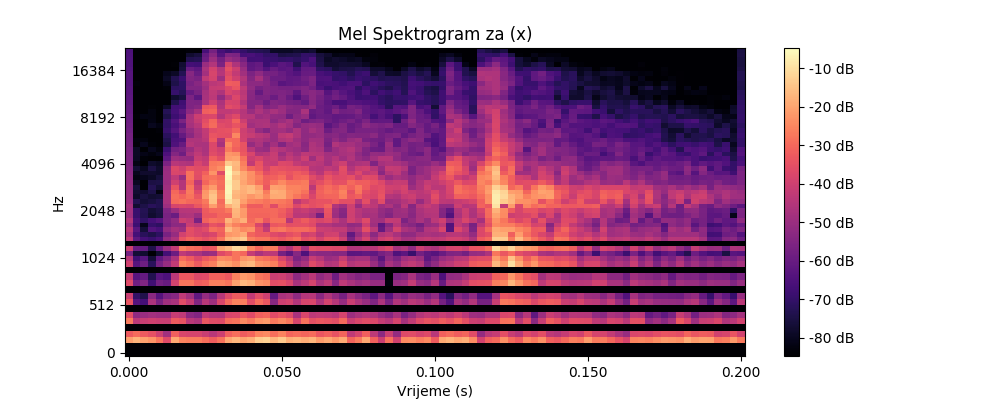 Mel Spektrogram za (x)
Hz
16384
8192
4096
2048
1024
512
0
0.000 0.050 0.100 0.150 0.200
Vrijeme (s)
-10 dB
-20 dB
-30 dB
-40 dB
-50 dB
-60 dB
-70 dB
-80 dB